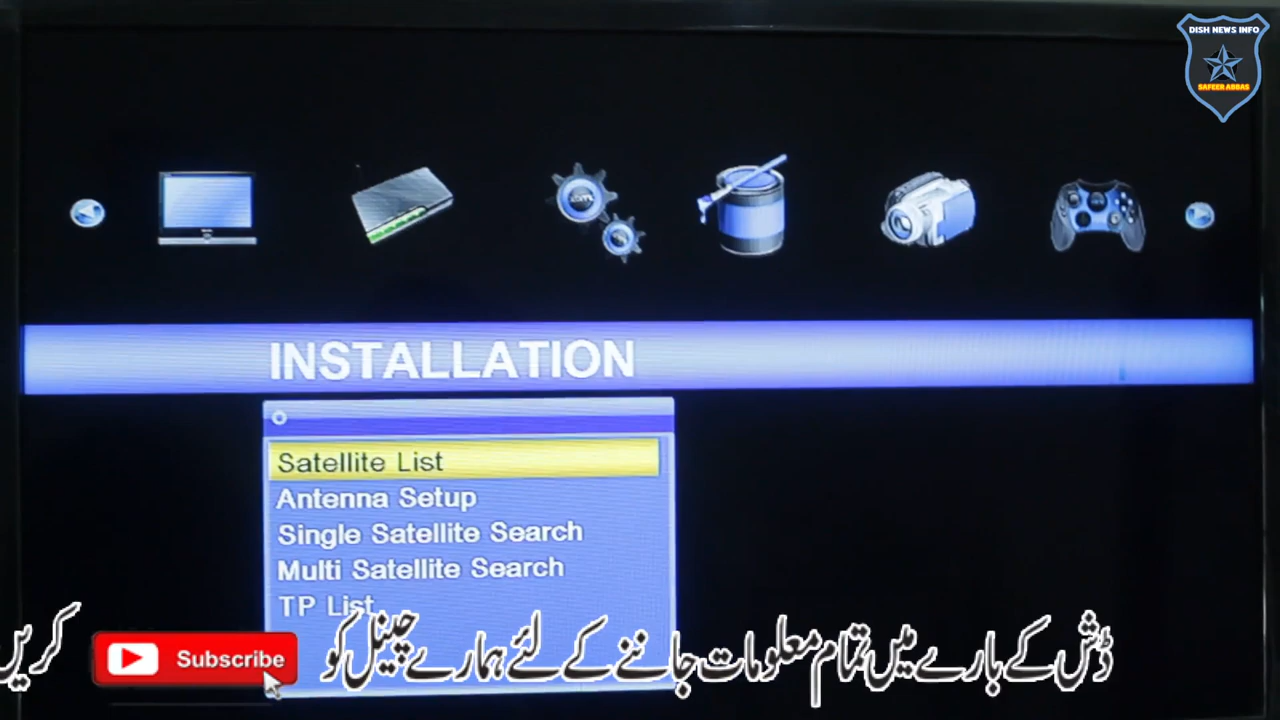 DISH NEWS INFO
SAFEER ABBAS
INSTALLATION
Satellite List
Antenna Setup
Single Satellite Search
Multi Satellite Search
TP List
ڈش کے بارے میں تمام معلومات جاننے کے لئے ہمارے چینل کو Subscribe کریں